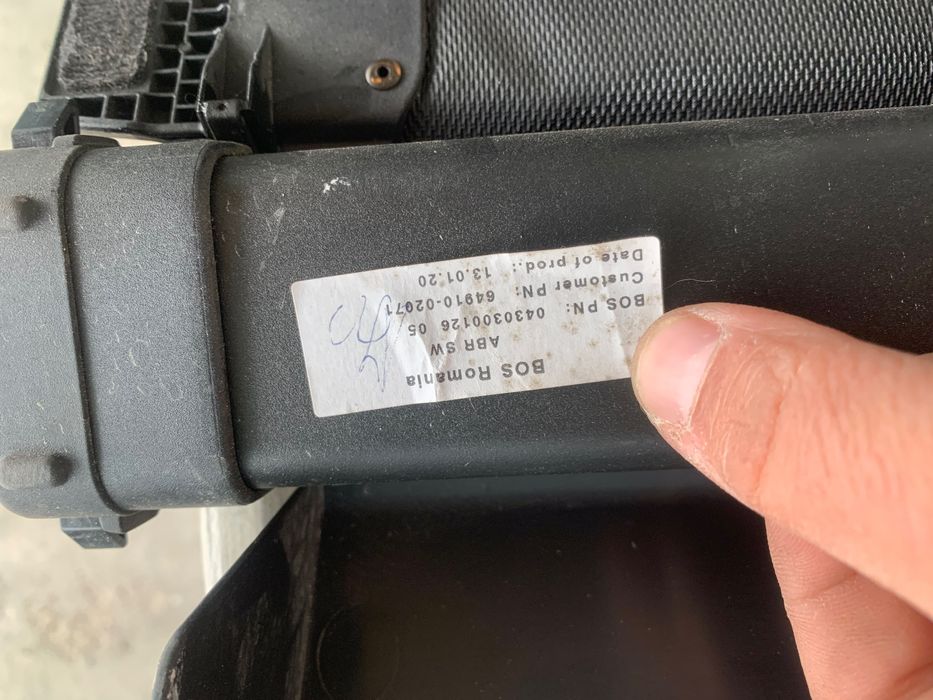 BOS Romania
ABR SW
BOS PN: 0430300126 05
Customer PN: 64910-02071
Date of prod.: 13.01.20